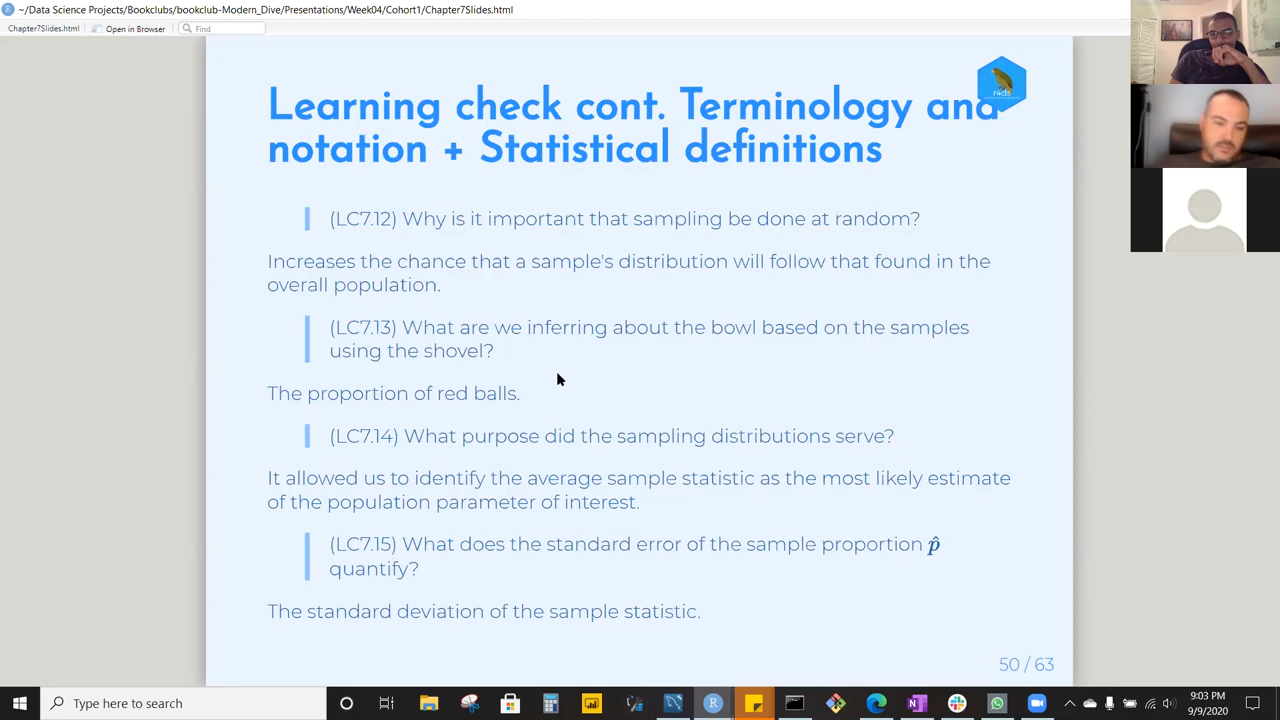 ~/Data Science Projects/Bookclubs/bookclub-Modern_Dive/Presentations/Week04/Cohort1/Chapter7Slides.html
Chapter7Slides.html
Open in Browser
Find
Learning check cont. Terminology and
notation + Statistical definitions
r4ds
(LC7.12) Why is it important that sampling be done at random?
Increases the chance that a sample's distribution will follow that found in the
overall population.
(LC7.13) What are we inferring about the bowl based on the samples
using the shovel?
The proportion of red balls.
(LC7.14) What purpose did the sampling distributions serve?
It allowed us to identify the average sample statistic as the most likely estimate
of the population parameter of interest.
(LC7.15) What does the standard error of the sample proportion p̂
quantify?
The standard deviation of the sample statistic.
50 / 63
Type here to search
9:03 PM
9/9/2020